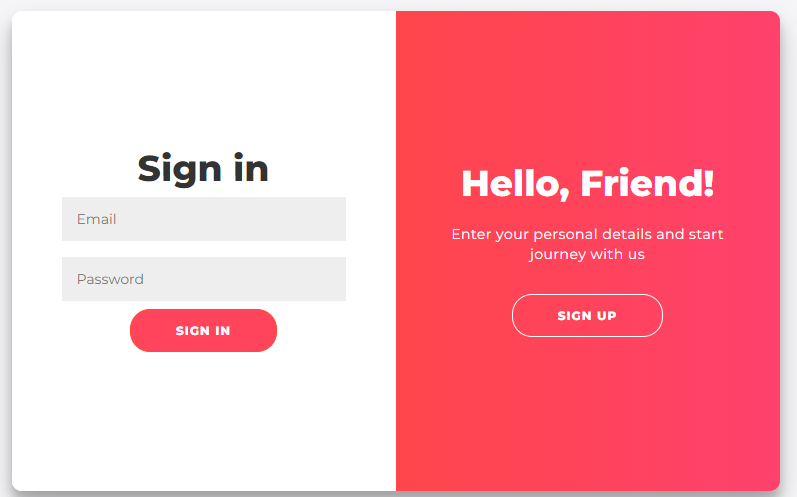 Sign in
Email
Password
SIGN IN
Hello, Friend!
Enter your personal details and start
journey with us
SIGN UP